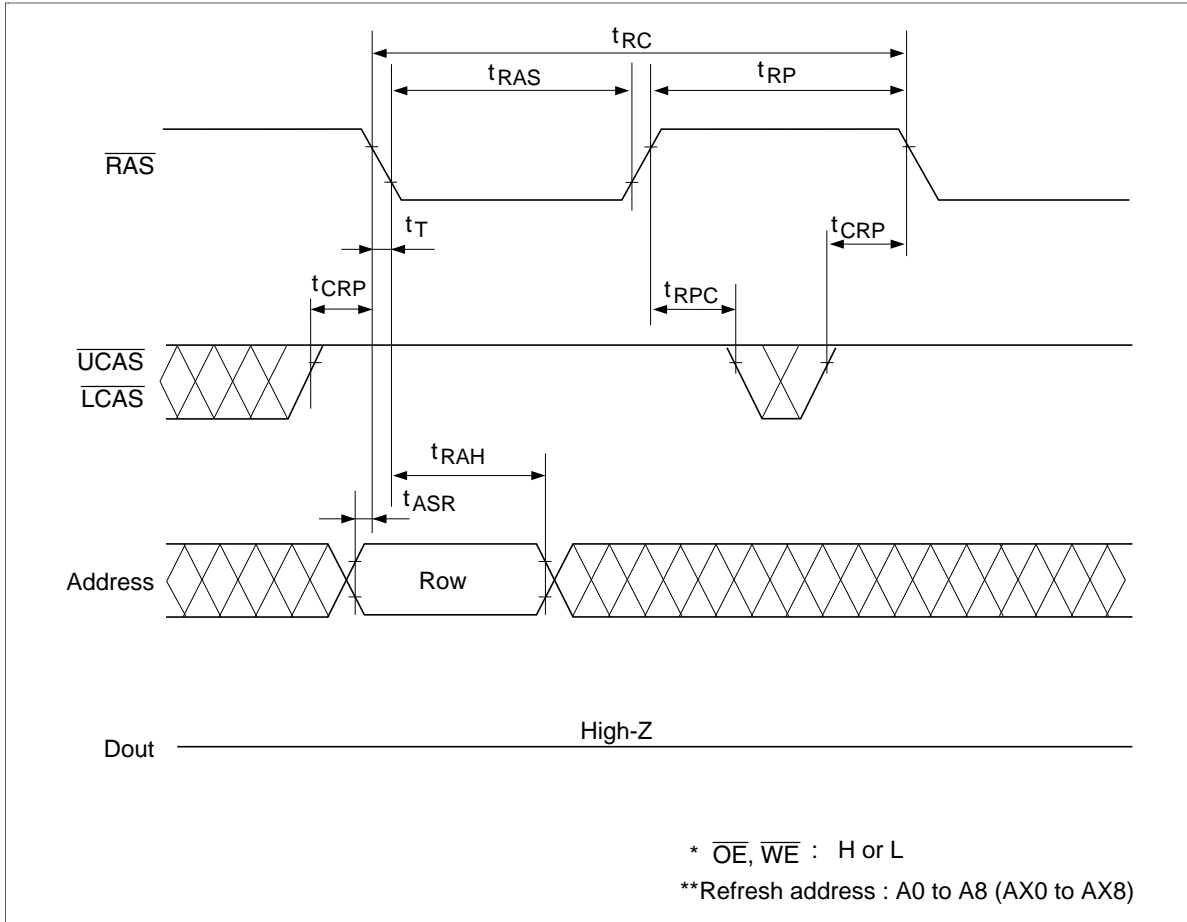 tRC
tRAS
tRP
RAS
tT
tCRP
tCRP
tRPC
UCAS
LCAS
tRAH
tASR
Address
Row
High-Z
Dout
* OE, WE : H or L
**Refresh address : A0 to A8 (AX0 to AX8)